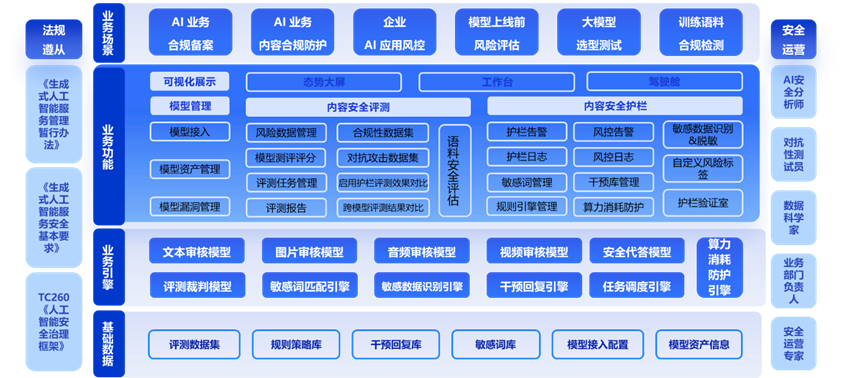 法规
遵从
《生成
式人工
智能服
务管理
暂行办
法》
《生成
式人工
智能服
务安全
基本要
求》
TC260
《人工
智能安
全治理
框架》
业务场景
AI 业务
合规备案
AI 业务
内容合规防护
企业
AI 应用风控
模型上线前
风险评估
大模型
选型测试
训练语料
合规检测
业务功能
可视化展示
态势大屏
工作台
驾驶舱
模型管理
内容安全评测
内容安全护栏
模型接入
模型资产管理
模型漏洞管理
风险数据管理
合规性数据集
模型测评评分
对抗攻击数据集
评测任务管理
启用护栏评测效果对比
评测报告
跨模型评测结果对比
语料安全评估
护栏告警
风控告警
敏感数据识别
&脱敏
护栏日志
风控日志
自定义风险标
签
敏感词管理
干预库管理
规则引擎管理
算力消耗防护
护栏验证室
业务引擎
文本审核模型
图片审核模型
音频审核模型
视频审核模型
安全代答模型
评测裁判模型
敏感词匹配引擎
敏感数据识别引擎
干预回复引擎
任务调度引擎
算力
消耗
防护
引擎
基础数据
评测数据集
规则策略库
干预回复库
敏感词库
模型接入配置
模型资产信息
安全
运营
AI安
全分
析师
对抗
性测
试员
数据
科学
家
业务
部门
负责
人
安全
运营
专家